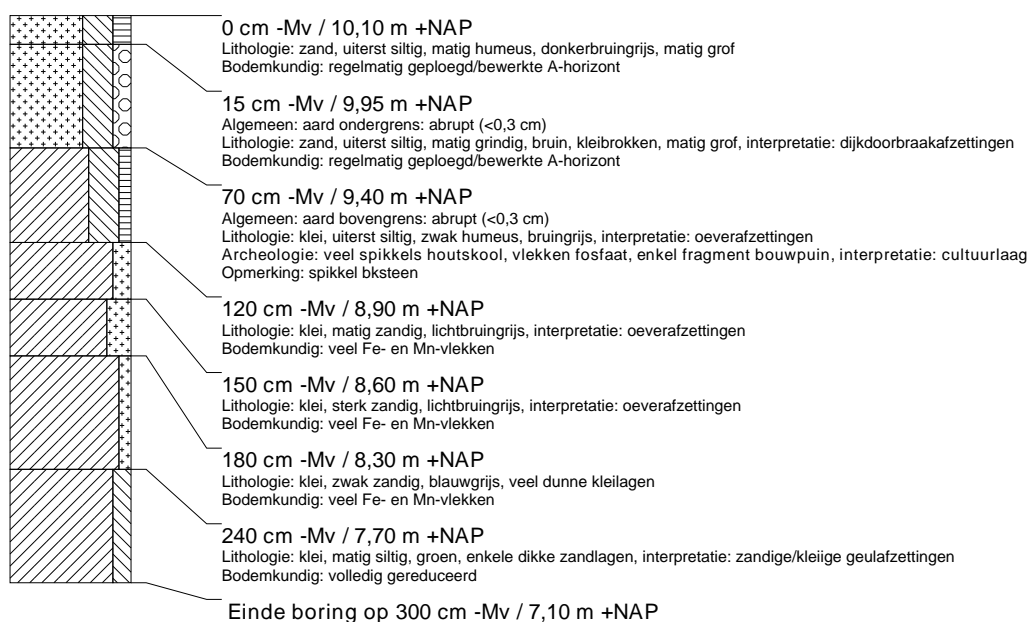 0 cm -Mv / 10,10 m +NAP
Lithologie: zand, uiterst siltig, matig humeus, donkerbruingrijs, matig grof
Bodemkundig: regelmatig geploegd/bewerkte A-horizont
15 cm -Mv / 9,95 m +NAP
Algemeen: aard ondergrens: abrupt (<0,3 cm)
Lithologie: zand, uiterst siltig, matig grindig, bruin, kleibrokken, matig grof, interpretatie: dijkdoorbraakafzettingen
Bodemkundig: regelmatig geploegd/bewerkte A-horizont
70 cm -Mv / 9,40 m +NAP
Algemeen: aard bovengrens: abrupt (<0,3 cm)
Lithologie: klei, uiterst siltig, zwak humeus, bruingrijs, interpretatie: oeverafzettingen
Archeologie: veel spikkels houtskool, vlekken fosfaat, enkel fragment bouwpuin, interpretatie: cultuurlaag
Opmerking: spikkel bksteen
120 cm -Mv / 8,90 m +NAP
Lithologie: klei, matig zandig, lichtbruingrijs, interpretatie: oeverafzettingen
Bodemkundig: veel Fe- en Mn-vlekken
150 cm -Mv / 8,60 m +NAP
Lithologie: klei, sterk zandig, lichtbruingrijs, interpretatie: oeverafzettingen
Bodemkundig: veel Fe- en Mn-vlekken
180 cm -Mv / 8,30 m +NAP
Lithologie: klei, zwak zandig, blauwgrijs, veel dunne kleilagen
Bodemkundig: veel Fe- en Mn-vlekken
240 cm -Mv / 7,70 m +NAP
Lithologie: klei, matig siltig, groen, enkele dikke zandlagen, interpretatie: zandige/kleiige geulafzettingen
Bodemkundig: volledig gereduceerd
Einde boring op 300 cm -Mv / 7,10 m +NAP